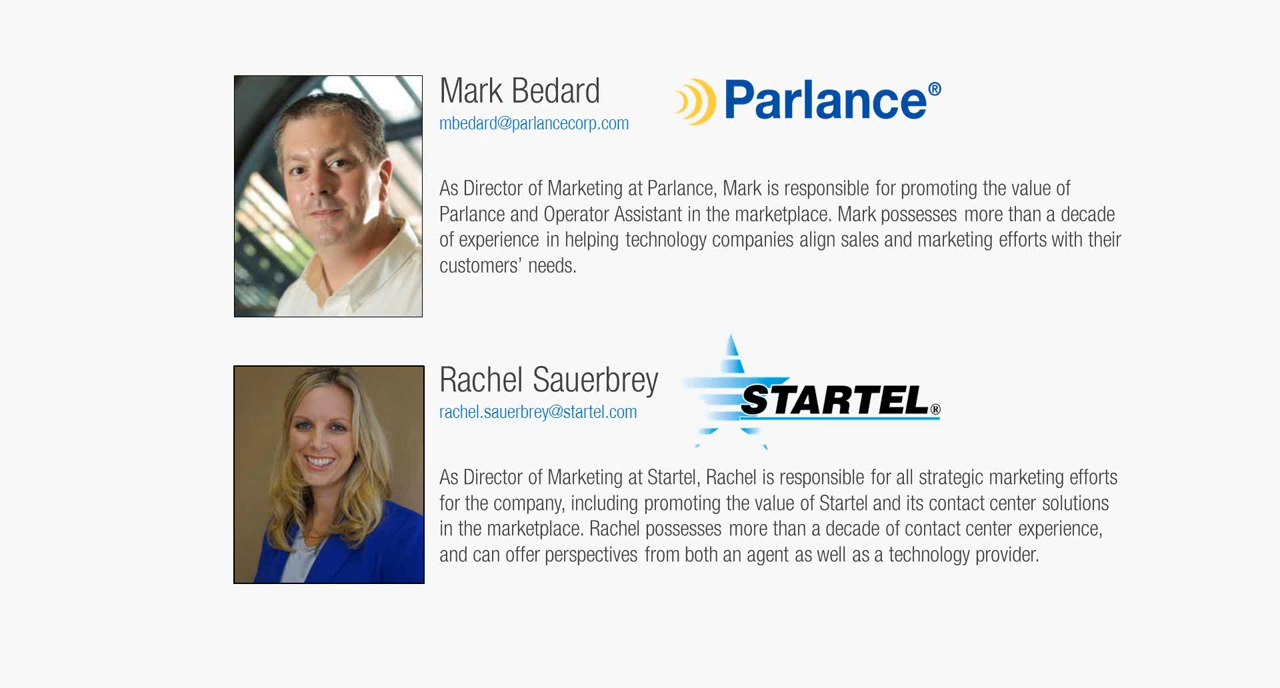 Mark Bedard
Parlance®
mbedard@parlancecorp.com
As Director of Marketing at Parlance, Mark is responsible for promoting the value of
Parlance and Operator Assistant in the marketplace. Mark possesses more than a decade
of experience in helping technology companies align sales and marketing efforts with their
customers’ needs.
Rachel Sauerbrey
STARTEL®
rachel.sauerbrey@startel.com
As Director of Marketing at Startel, Rachel is responsible for all strategic marketing efforts
for the company, including promoting the value of Startel and its contact center solutions
in the marketplace. Rachel possesses more than a decade of contact center experience,
and can offer perspectives from both an agent as well as a technology provider.